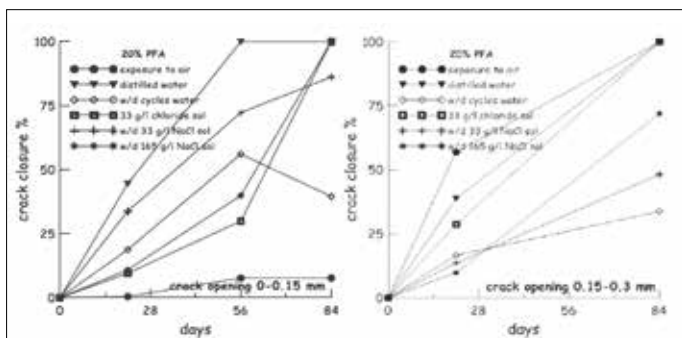 crack closure %
100
75
50
25
0
20% PFA
exposure to air
distilled water
w/d cycles water
33 g/l chloride sol
w/d 33 g/l NaCl sol
w/d 165 g/l NaCl sol
crack opening 0-0.15 mm
0 28 56 84
days
crack closure %
100
75
50
25
0
20% PFA
exposure to air
distilled water
w/d cycles water
33 g/l chloride sol
w/d 33 g/l NaCl sol
w/d 165 g/l NaCl sol
crack opening 0.15-0.3 mm
0 28 56 84
days